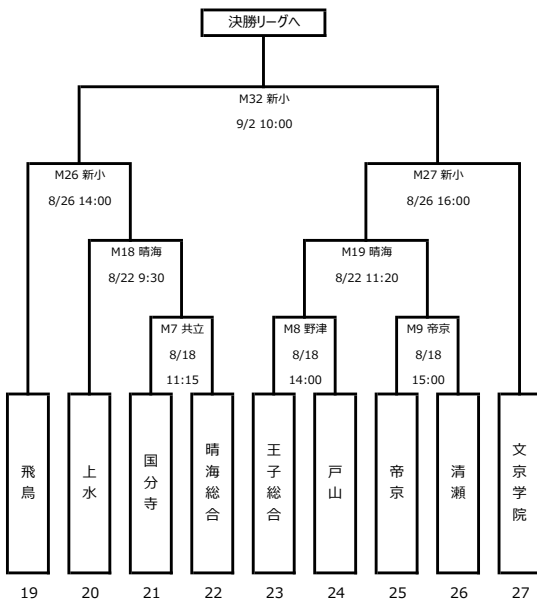 決勝リーグへ
M32 新小
9/2 10:00
M26 新小
8/26 14:00
M27 新小
8/26 16:00
M18 晴海
8/22 9:30
M19 晴海
8/22 11:20
M7 共立
8/18
11:15
M8 野津
8/18
14:00
M9 帝京
8/18
15:00
飛鳥
上水
国分寺
晴海総合
王子総合
戸山
帝京
清瀬
文京学院
19 20 21 22 23 24 25 26 27